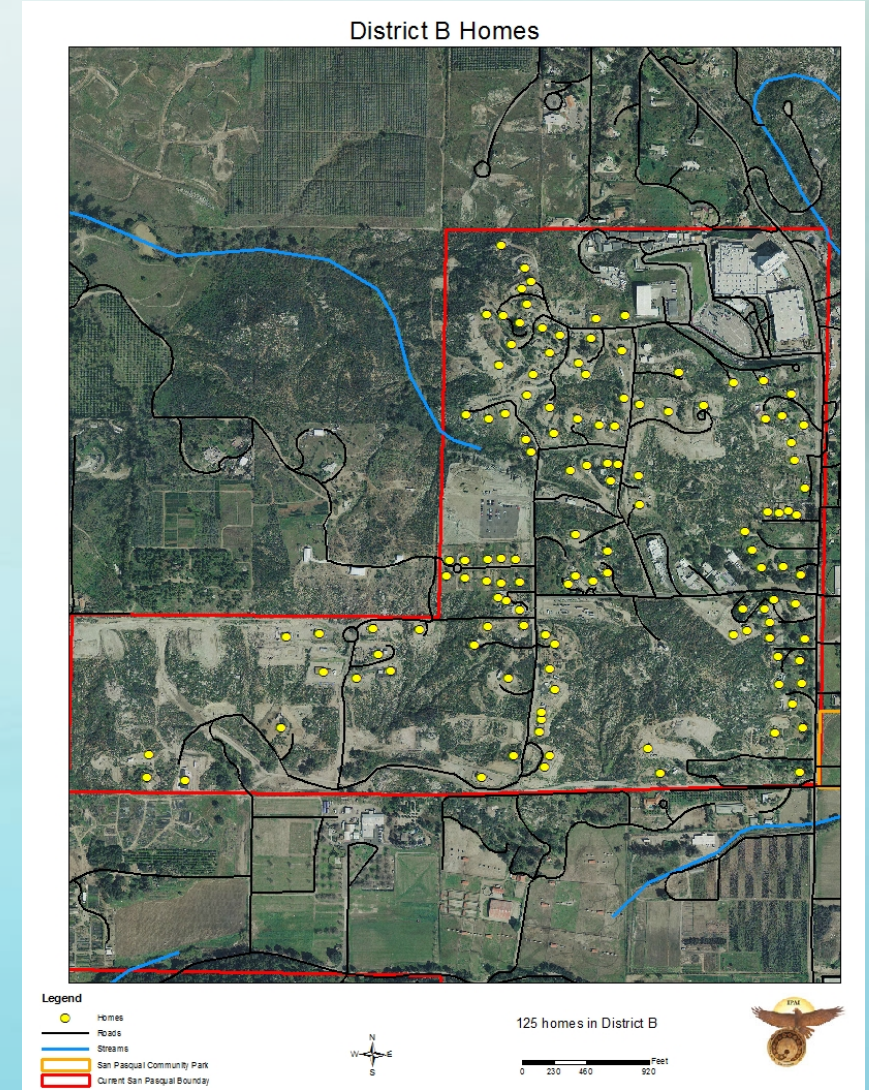 District B Homes
Legend
Homes
Roads
Streams
San Pasqual Community Park
Current San Pasqual Boundary
N
W E
S
125 homes in District B
Feet
0 230 460 920